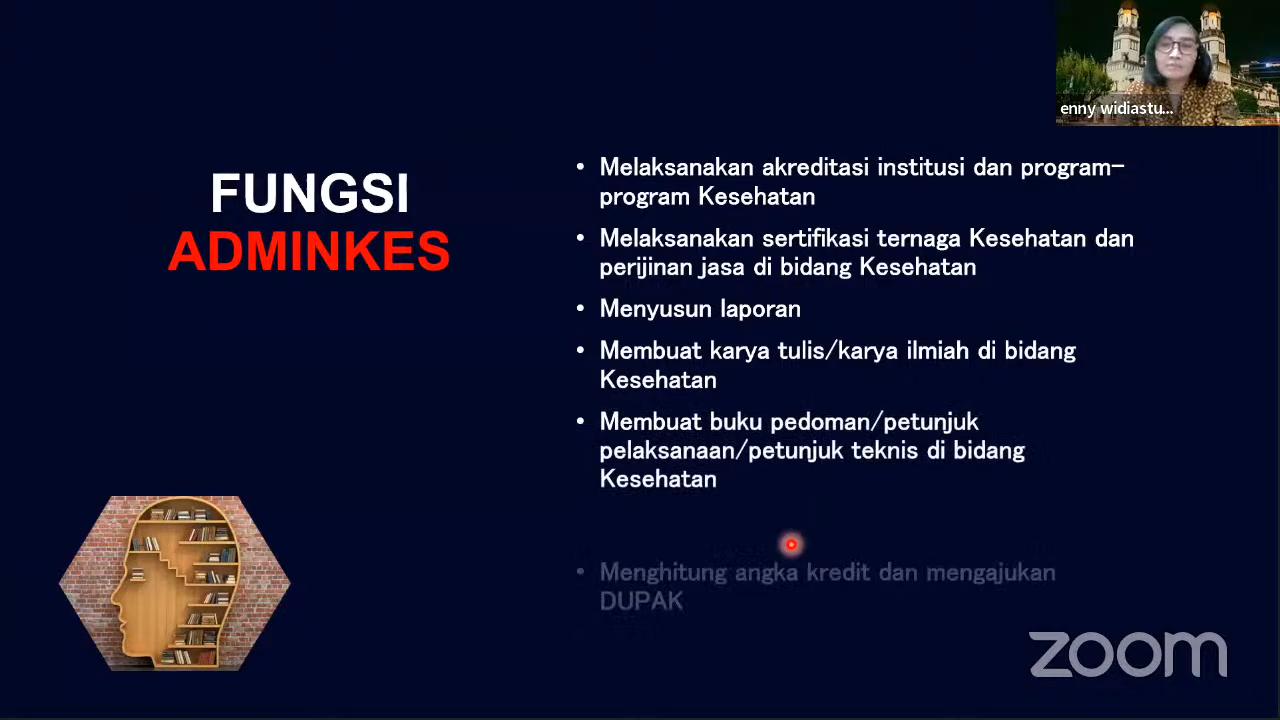 enny widiastu...
FUNGSI
ADMINKES
• Melaksanakan akreditasi institusi dan program-
program Kesehatan
• Melaksanakan sertifikasi ternaga Kesehatan dan
perijinan jasa di bidang Kesehatan
• Menyusun laporan
• Membuat karya tulis/karya ilmiah di bidang
Kesehatan
• Membuat buku pedoman/petunjuk
pelaksanaan/petunjuk teknis di bidang
Kesehatan
• Menghitung angka kredit dan mengajukan
DUPAK
zoom